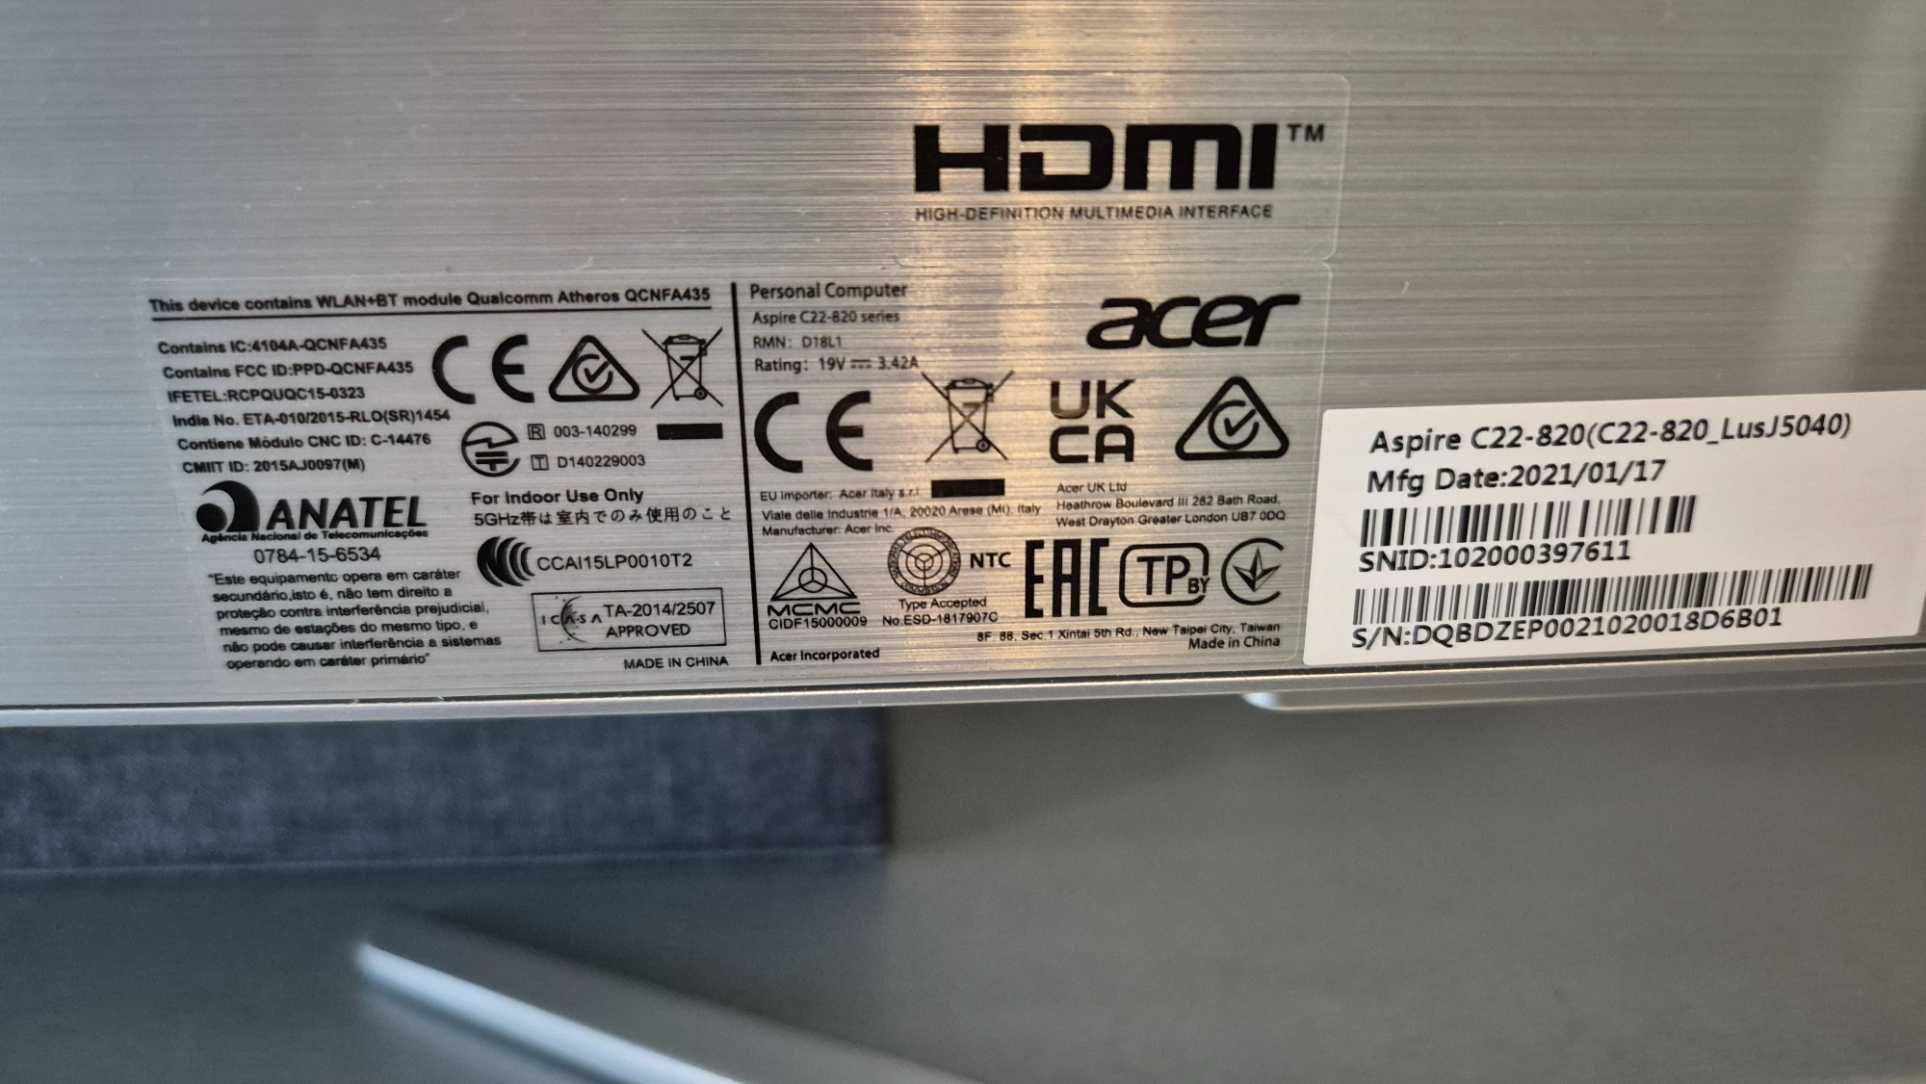 HDMI™
HIGH-DEFINITION MULTIMEDIA INTERFACE
This device contains WLAN+BT module Qualcomm Atheros QCNFA435
Contains IC:4104A-QCNFA435
Contains FCC ID:PPD-QCNFA435
IFETEL:RCPQUQC15-0323
India No. ETA-010/2015-RLO(SR)1454
Contiene Módulo CNC ID: C-14476
CMIIT ID: 2015AJ0097(M)
CE
R 003-140299
T D140229003
ANATEL
Agência Nacional de Telecomunicações
0784-15-6534
"Este equipamento opera em caráter
secundário,isto é, não tem direito a
proteção contra interferência prejudicial,
mesmo de estações do mesmo tipo, e
não pode causar interferência a sistemas
operando em caráter primário"
For Indoor Use Only
5GHz帯は室内でのみ使用のこと
CCAI15LP0010T2
ICASA TA-2014/2507
APPROVED
MADE IN CHINA
Personal Computer
Aspire C22-820 series
RMN: D18L1
Rating: 19V 3.42A
acer
CE
UK
CA
EU Importer: Acer Italy s.r.l
Viale delle Industrie 1/A, 20020 Arese (MI), Italy
Manufacturer: Acer Inc.
Acer UK Ltd
Heathrow Boulevard III 282 Bath Road,
West Drayton Greater London UB7 0DQ
MCMC
CIDF15000009
NTC
Type Accepted
No.ESD-1817907C
EAC
TP BY
8F, 88, Sec.1 Xintai 5th Rd., New Taipei City, Taiwan
Acer Incorporated
Made in China
Aspire C22-820(C22-820_LusJ5040)
Mfg Date:2021/01/17
SNID:102000397611
S/N:DQBDZEP0021020018D6B01